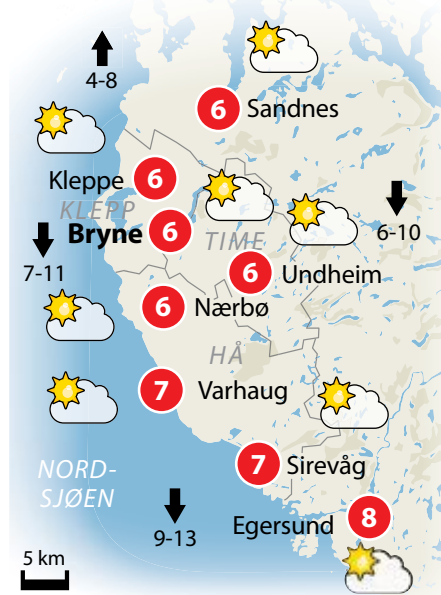 4-8
6 Sandnes
Kleppe 6
KLEPP
Bryne 6
TIME
6-10
7-11
6 Undheim
6 Nærbø
HÅ
7 Varhaug
7 Sirevåg
NORD-
SJØEN
9-13
Egersund 8
5 km